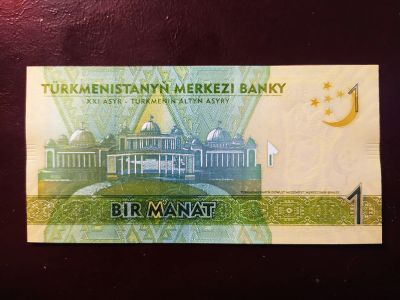 TÜRKMENISTANYŇ MERKEZI BANKY
XXI ASYR - TÜRKMENIŇ ALTYN ASYRY
1
BIR MANAT
1